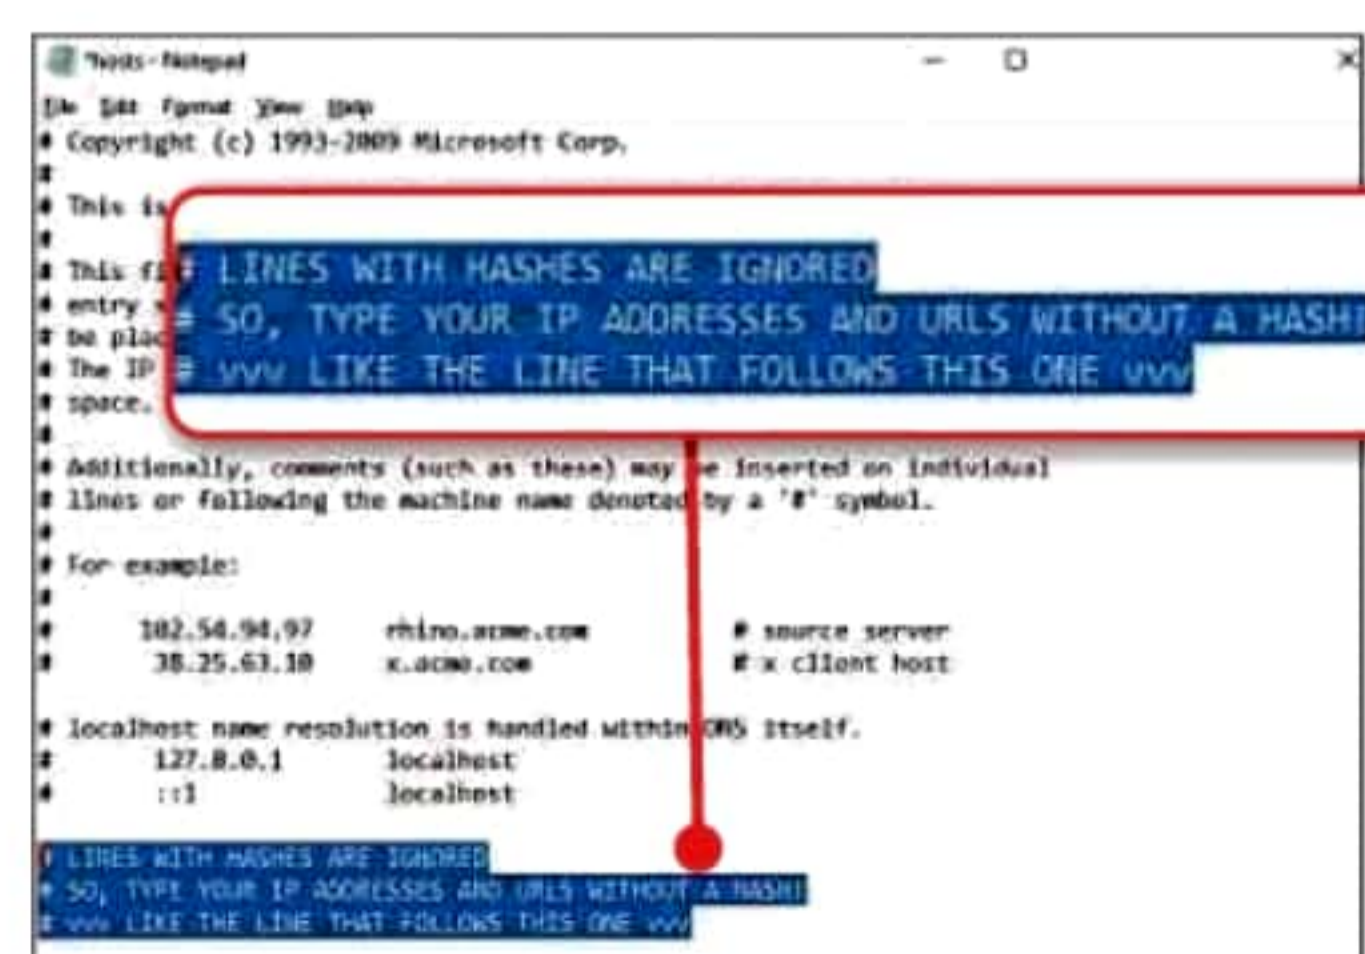 *hosts - Notepad
File Edit Format View Help
# Copyright (c) 1993-2009 Microsoft Corp.
#
# This is
#
# This fi
# entry
# be plac
# The IP
# space.
#
# LINES WITH HASHES ARE IGNORED
# SO, TYPE YOUR IP ADDRESSES AND URLS WITHOUT A HASH!
# vvv LIKE THE LINE THAT FOLLOWS THIS ONE vvv
# Additionally, comments (such as these) may be inserted on individual
# lines or following the machine name denoted by a '#' symbol.
#
# For example:
#
# 102.54.94.97 rhino.acme.com # source server
# 38.25.63.10 x.acme.com # x client host
# localhost name resolution is handled within DNS itself.
# 127.0.0.1 localhost
# ::1 localhost
# LINES WITH HASHES ARE IGNORED
# SO, TYPE YOUR IP ADDRESSES AND URLS WITHOUT A HASH!
# vvv LIKE THE LINE THAT FOLLOWS THIS ONE vvv